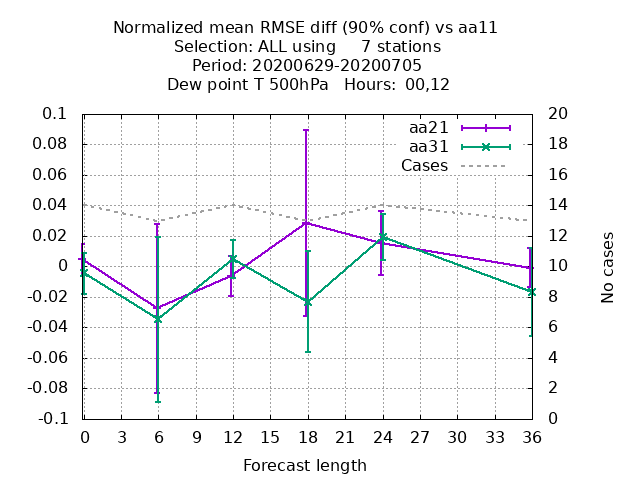 Normalized mean RMSE diff (90% conf) vs aa11
Selection: ALL using     7 stations
Period: 20200629-20200705
Dew point T 500hPa   Hours:  00,12
0.1
0.08
0.06
0.04
0.02
0
-0.02
-0.04
-0.06
-0.08
-0.1
aa21
aa31
Cases
20
18
16
14
12
10
8
6
4
2
0
No cases
0 3 6 9 12 15 18 21 24 27 30 33 36
Forecast length